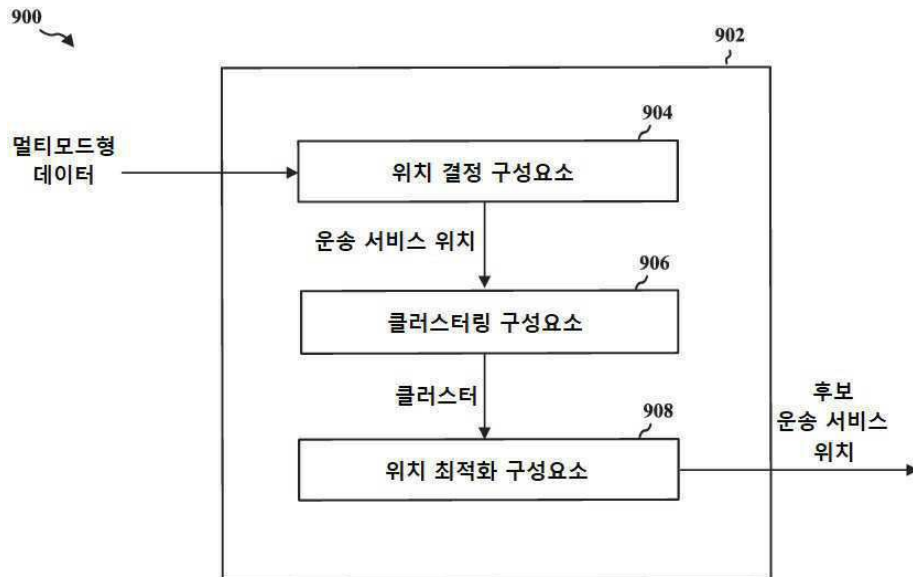 900
902
멀티모드형
데이터
904
위치 결정 구성요소
운송 서비스 위치
906
클러스터링 구성요소
클러스터
908
위치 최적화 구성요소
후보
운송 서비스
위치